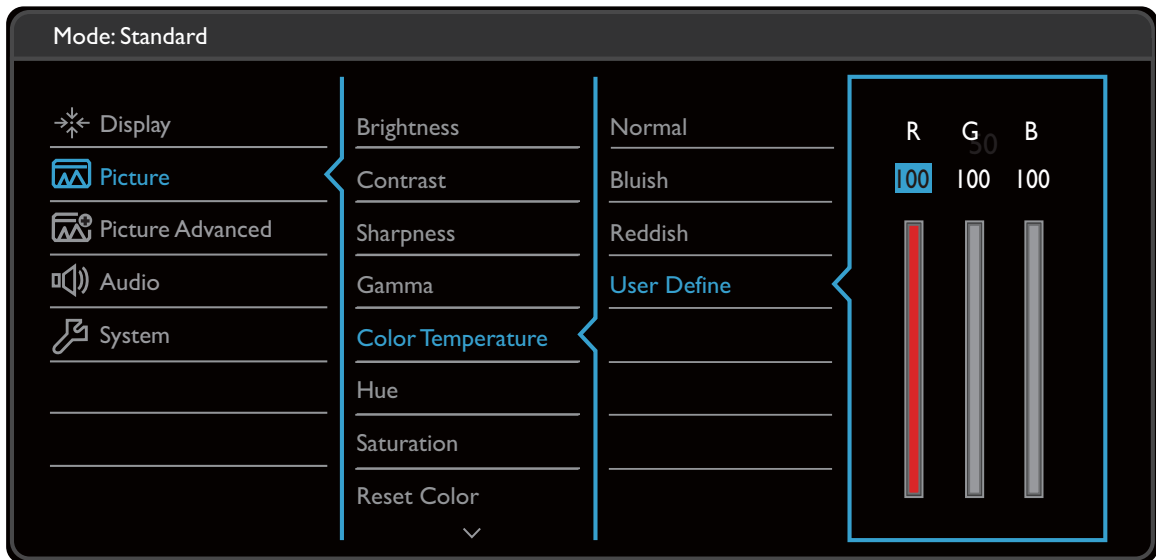 Mode: Standard
Display
Picture
Picture Advanced
Audio
System
Brightness
Contrast
Sharpness
Gamma
Color Temperature
Hue
Saturation
Reset Color
Normal
Bluish
Reddish
User Define
R G B
50
100 100 100